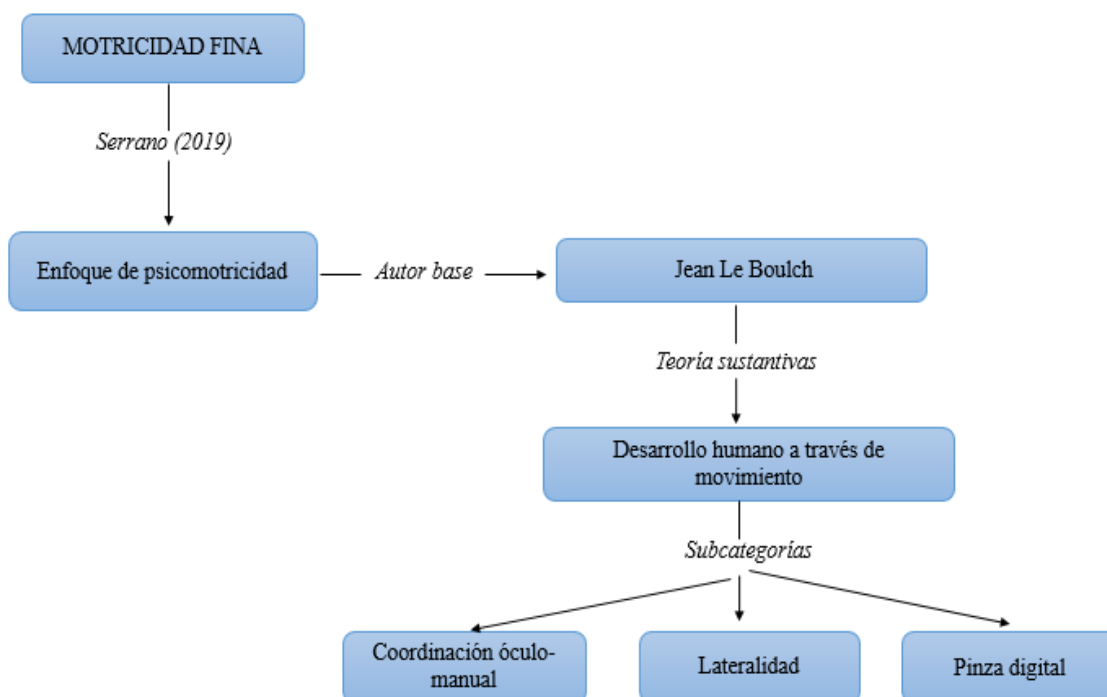 MOTRICIDAD FINA
Serrano (2019)
Enfoque de psicomotricidad
Autor base
Jean Le Boulch
Teoría sustantivas
Desarrollo humano a través de
movimiento
Subcategorías
Coordinación óculo-
manual
Lateralidad
Pinza digital